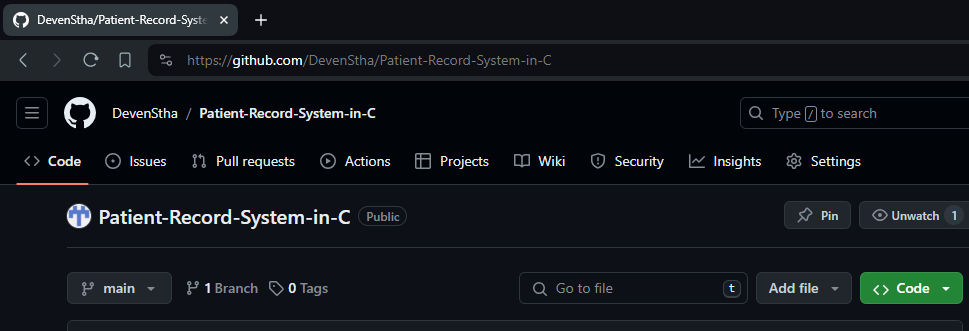 DevenStha/Patient-Record-Syste
https://github.com/DevenStha/Patient-Record-System-in-C
DevenStha / Patient-Record-System-in-C Type / to search
Code Issues Pull requests Actions Projects Wiki Security Insights Settings
Patient-Record-System-in-C Public Pin Unwatch 1
main 1 Branch 0 Tags Go to file t Add file Code